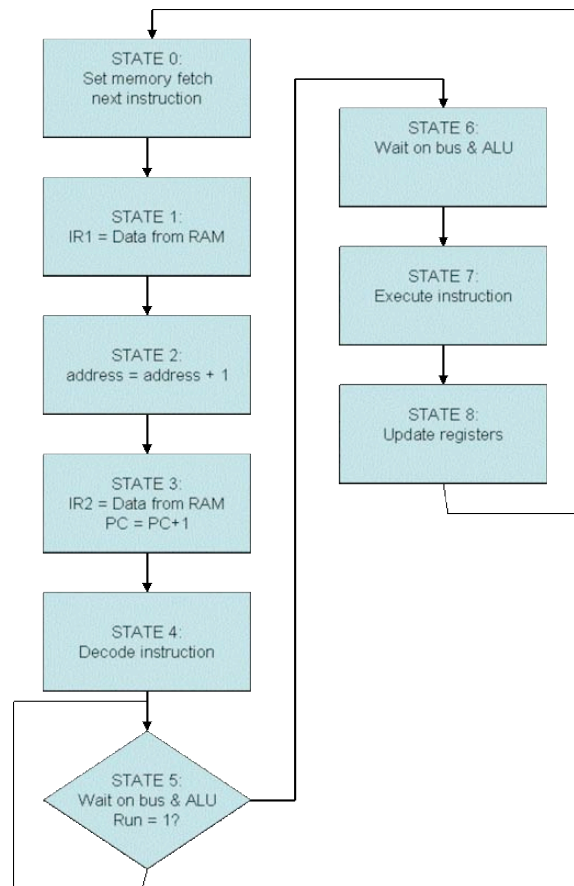 STATE 0:
Set memory fetch
next instruction
STATE 1:
IR1 = Data from RAM
STATE 2:
address = address + 1
STATE 3:
IR2 = Data from RAM
PC = PC+1
STATE 4:
Decode instruction
STATE 5:
Wait on bus & ALU
Run = 1?
STATE 6:
Wait on bus & ALU
STATE 7:
Execute instruction
STATE 8:
Update registers